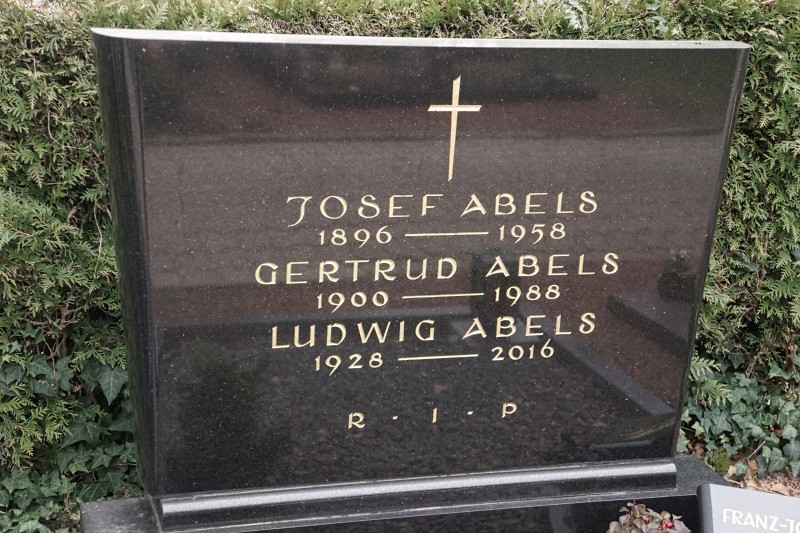 JOSEF ABELS
1896 — 1958
GERTRUD ABELS
1900 — 1988
LUDWIG ABELS
1928 — 2016
R · I · P